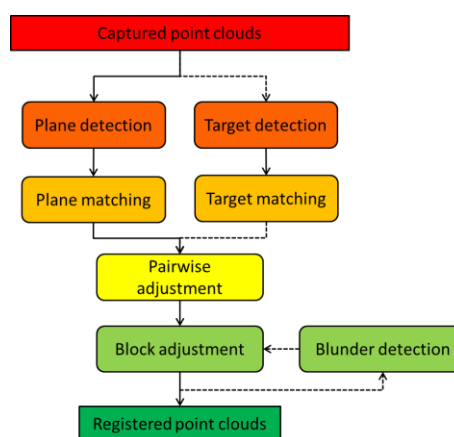 Captured point clouds
Plane detection
Target detection
Plane matching
Target matching
Pairwise
adjustment
Block adjustment
Blunder detection
Registered point clouds